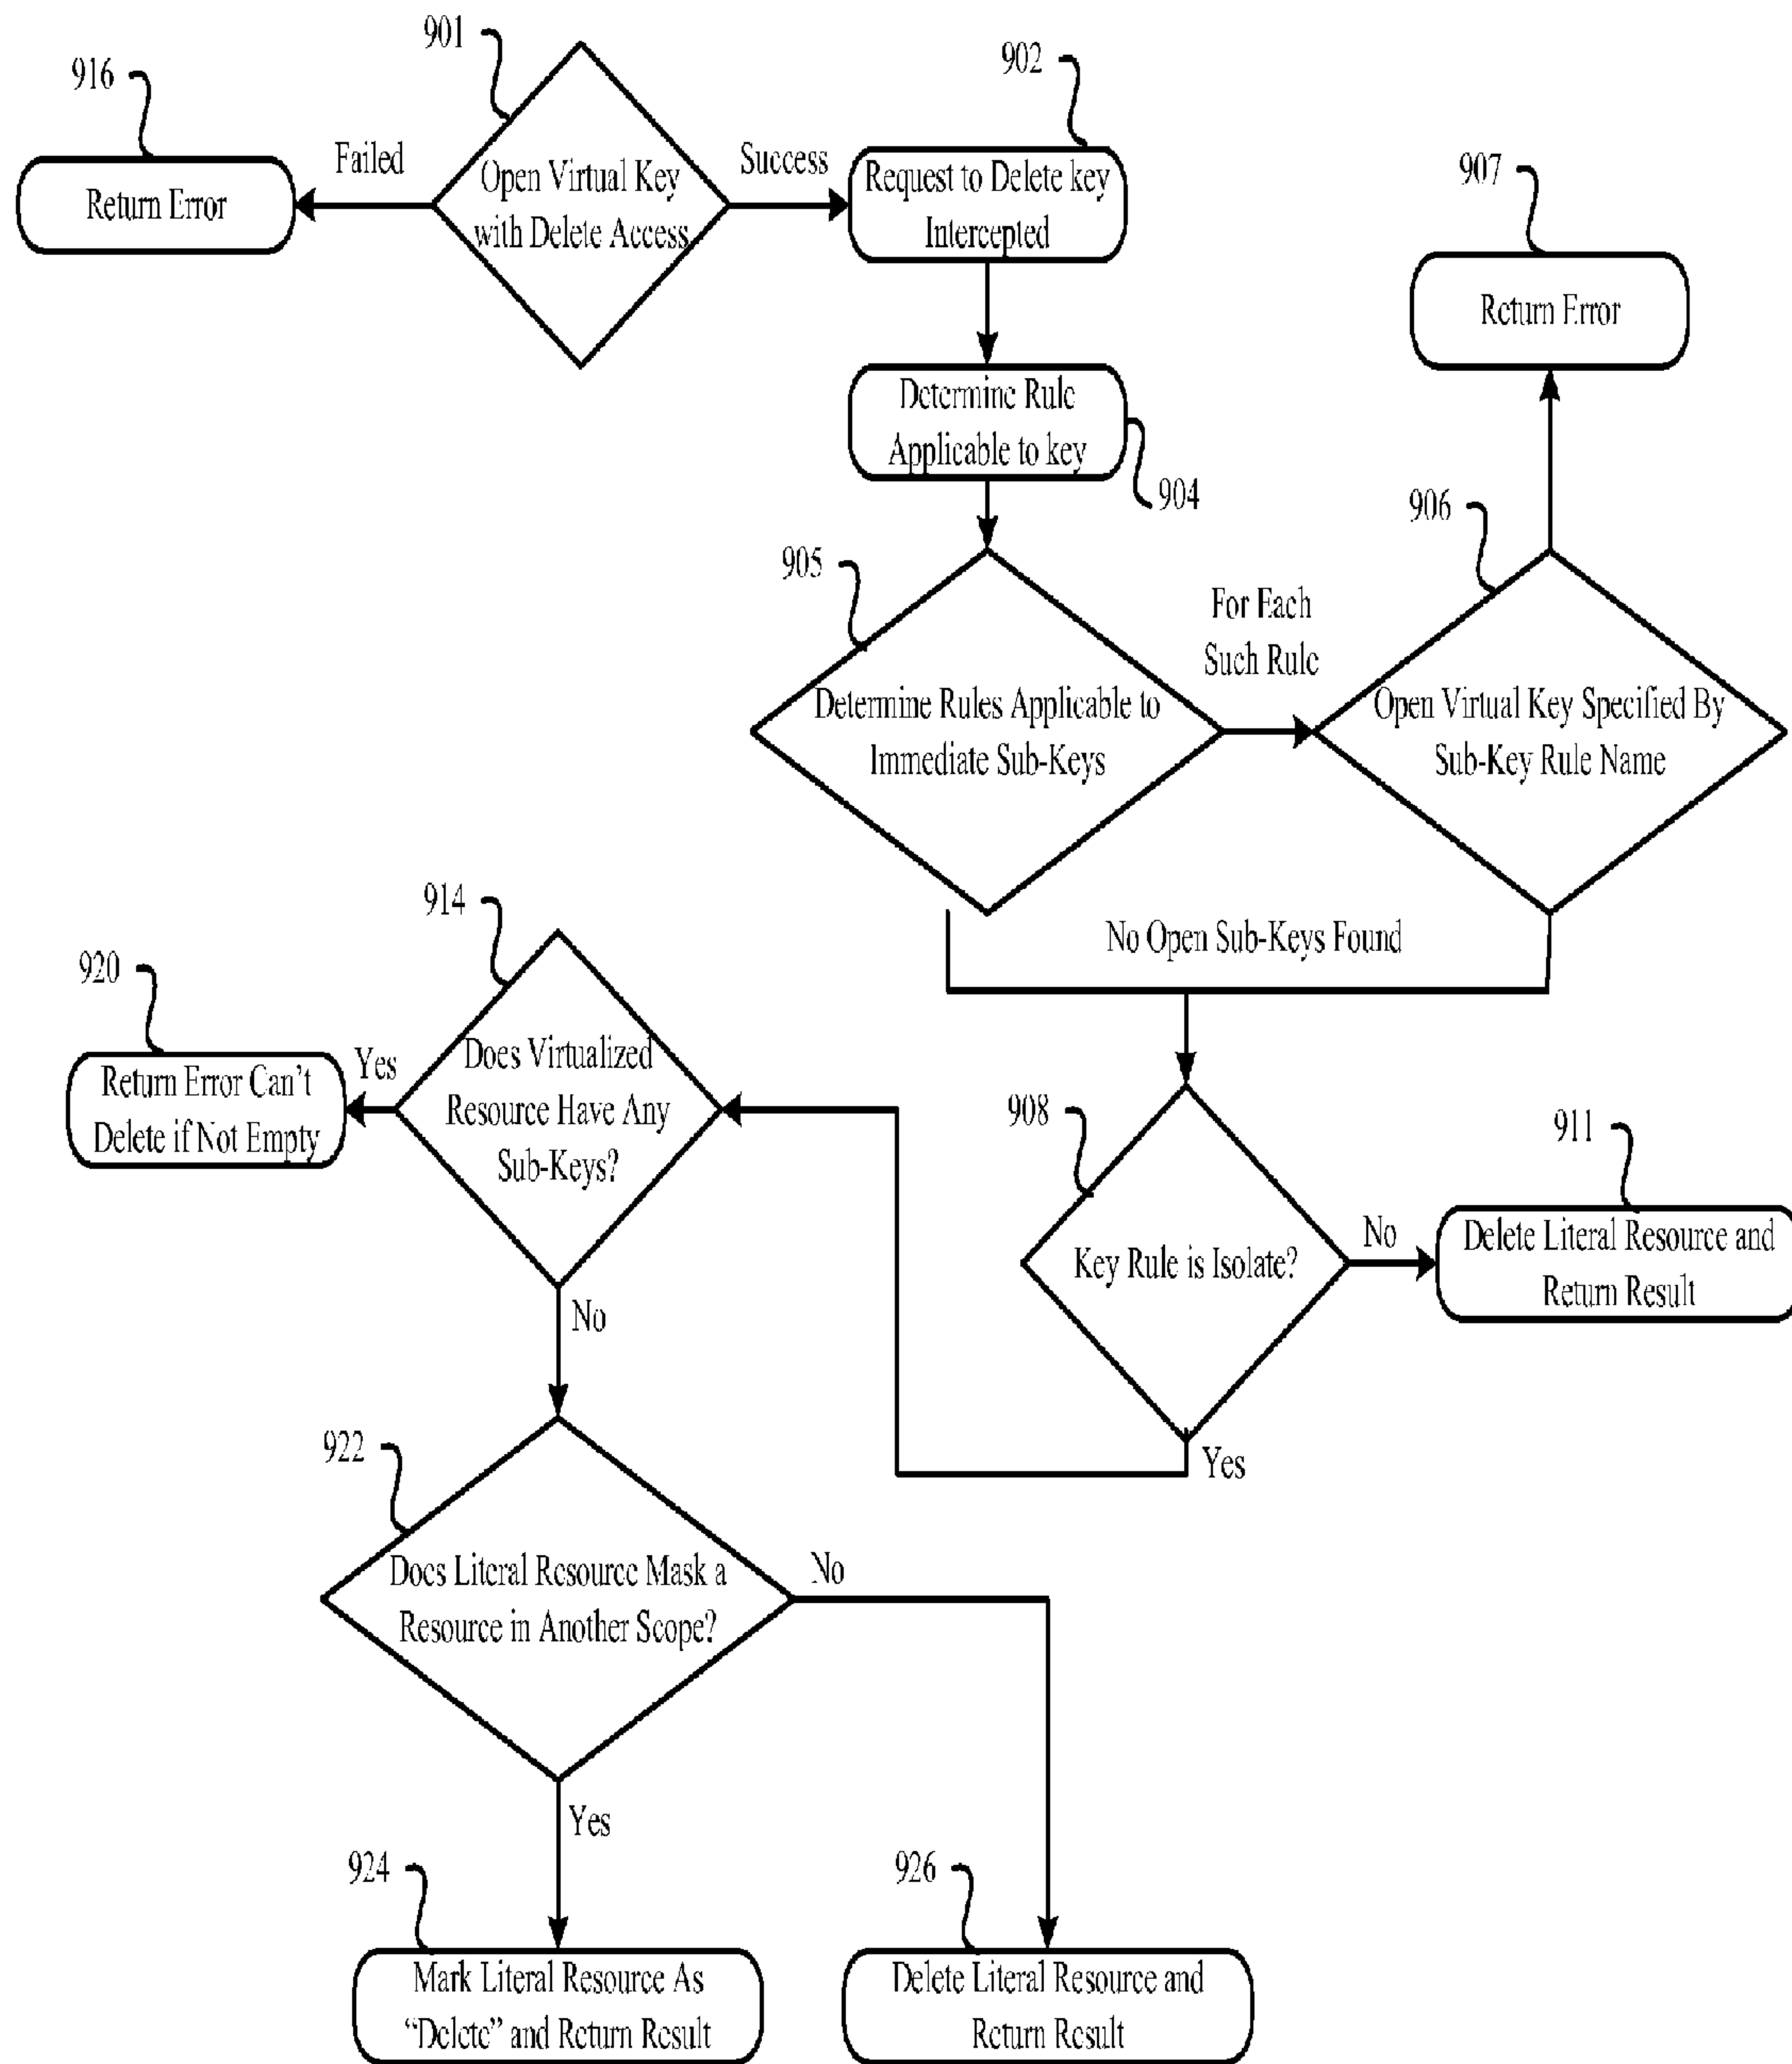 901
902
916
Failed
Success
Return Error
Open Virtual Key
with Delete Access
Request to Delete key
Intercepted
907
Return Error
Determine Rule
Applicable to key
904
906
905
For Each
Such Rule
Determine Rules Applicable to
Immediate Sub-Keys
Open Virtual Key Specified By
Sub-Key Rule Name
914
No Open Sub-Keys Found
920
Yes
Does Virtualized
Resource Have Any
Sub-Keys?
Return Error Can't
Delete if Not Empty
908
911
Key Rule is Isolate?
No
Delete Literal Resource and
Return Result
No
Yes
922
Does Literal Resource Mask a
Resource in Another Scope?
No
Yes
924
926
Mark Literal Resource As
“Delete” and Return Result
Delete Literal Resource and
Return Result